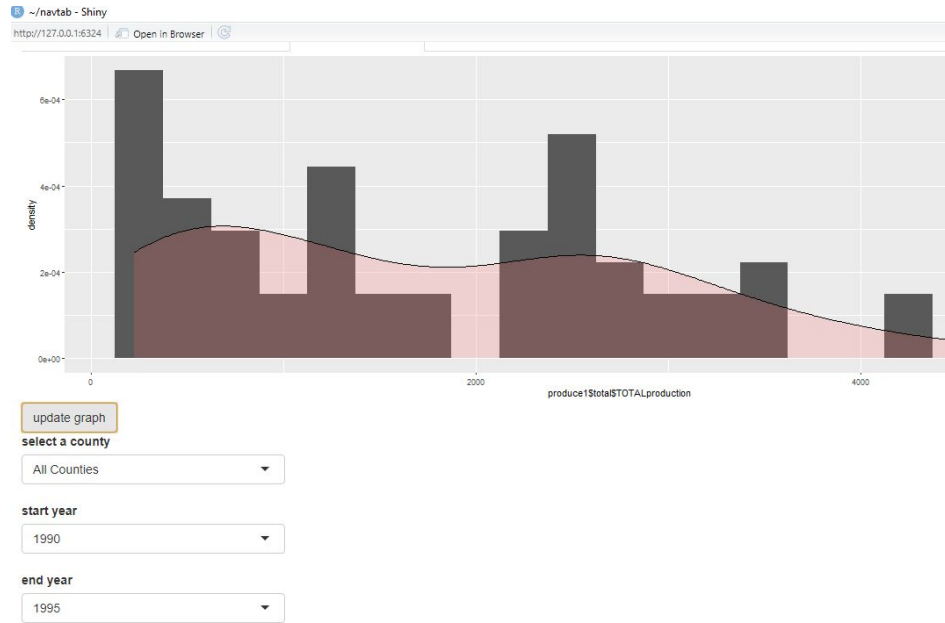 ~/navtab - Shiny
http://127.0.0.1:6324 Open in Browser
6e-04
4e-04
2e-04
0e+00
density
0 2000 4000
produce1$total$TOTALproduction
update graph
select a county
All Counties
start year
1990
end year
1995